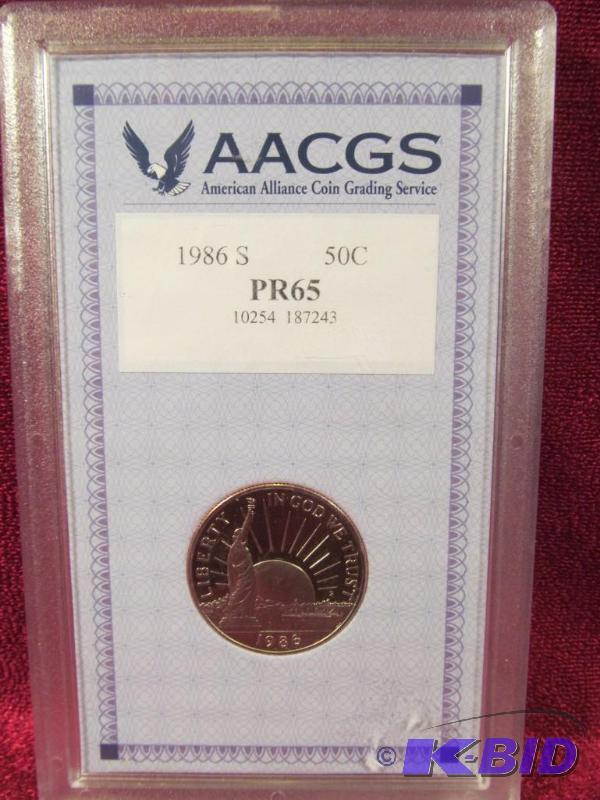 AACGS
American Alliance Coin Grading Service
1986 S 50C
PR65
10254 187243
LIBERTY
IN GOD WE TRUST
S
1986
© K-BID